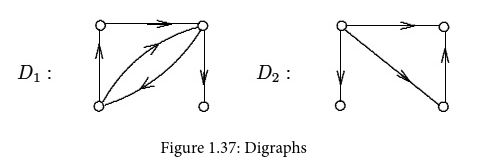 D₁ : D₂ :
Figure 1.37: Digraphs